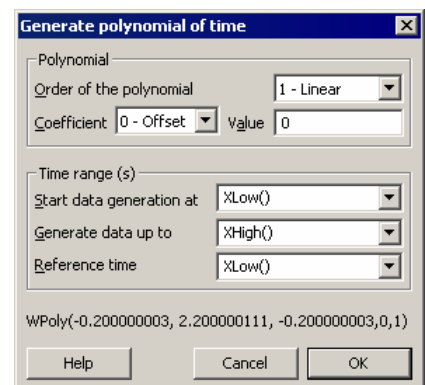 Generate polynomial of time
Polynomial
Order of the polynomial 1 - Linear
Coefficient 0 - Offset Value 0
Time range (s)
Start data generation at XLow()
Generate data up to XHigh()
Reference time XLow()
WPoly(-0.200000003, 2.200000111, -0.200000003,0,1)
Help Cancel OK